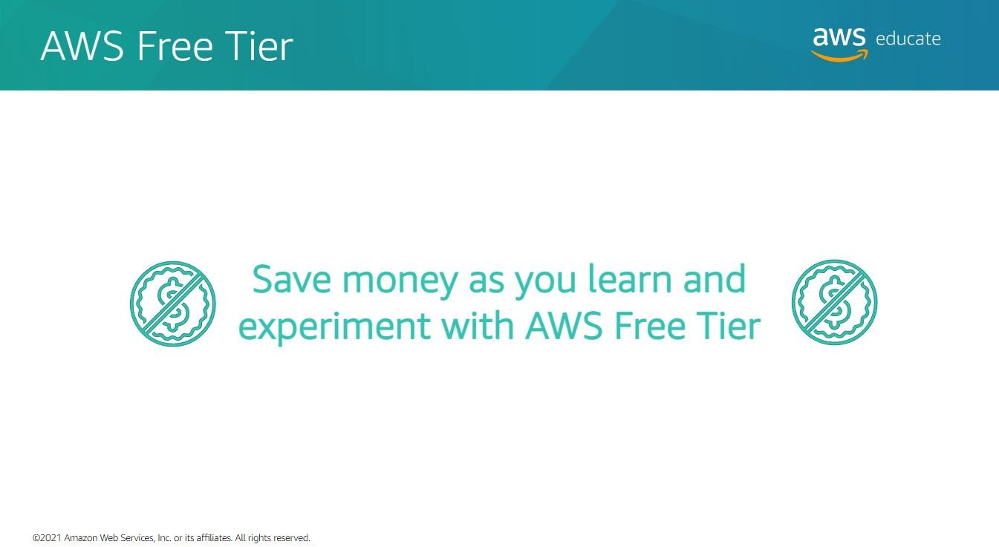 AWS Free Tier
aws educate
Save money as you learn and
experiment with AWS Free Tier
©2021 Amazon Web Services, Inc. or its affiliates. All rights reserved.